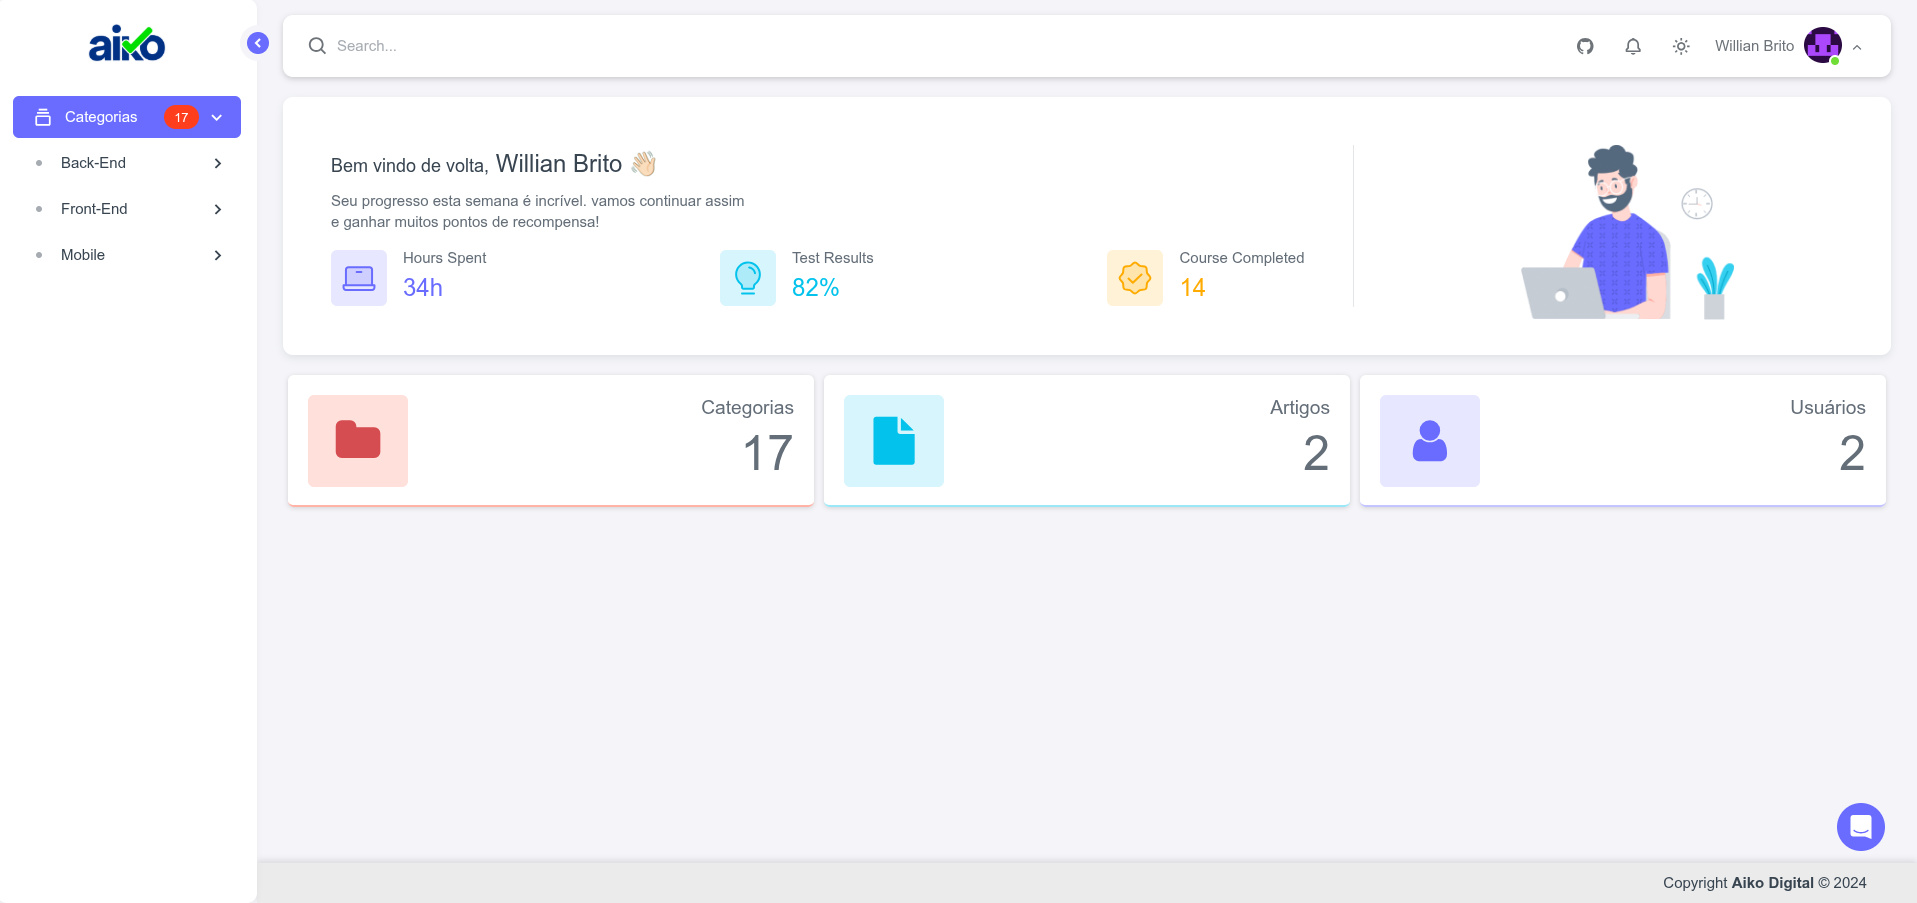 aiko
Search...
Willian Brito
Categorias 17
Back-End
Front-End
Mobile
Bem vindo de volta, Willian Brito 👋🏻
Seu progresso esta semana é incrível. vamos continuar assim
e ganhar muitos pontos de recompensa!
Hours Spent
34h
Test Results
82%
Course Completed
14
Categorias
17
Artigos
2
Usuários
2
Copyright Aiko Digital © 2024